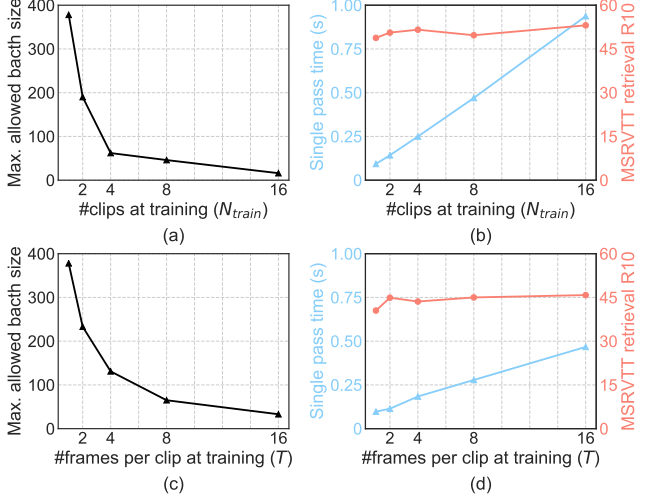 400
300
200
100
0
Max. allowed bacth size
2 4 8 16
#clips at training (N_train)
(a)
1.00
0.75
0.50
0.25
0
Single pass time (s)
60
45
30
15
0
MSRVTT retrieval R10
2 4 8 16
#clips at training (N_train)
(b)
400
300
200
100
0
Max. allowed bacth size
2 4 8 16
#frames per clip at training (T)
(c)
1.00
0.75
0.50
0.25
0
Single pass time (s)
60
45
30
15
0
MSRVTT retrieval R10
2 4 8 16
#frames per clip at training (T)
(d)